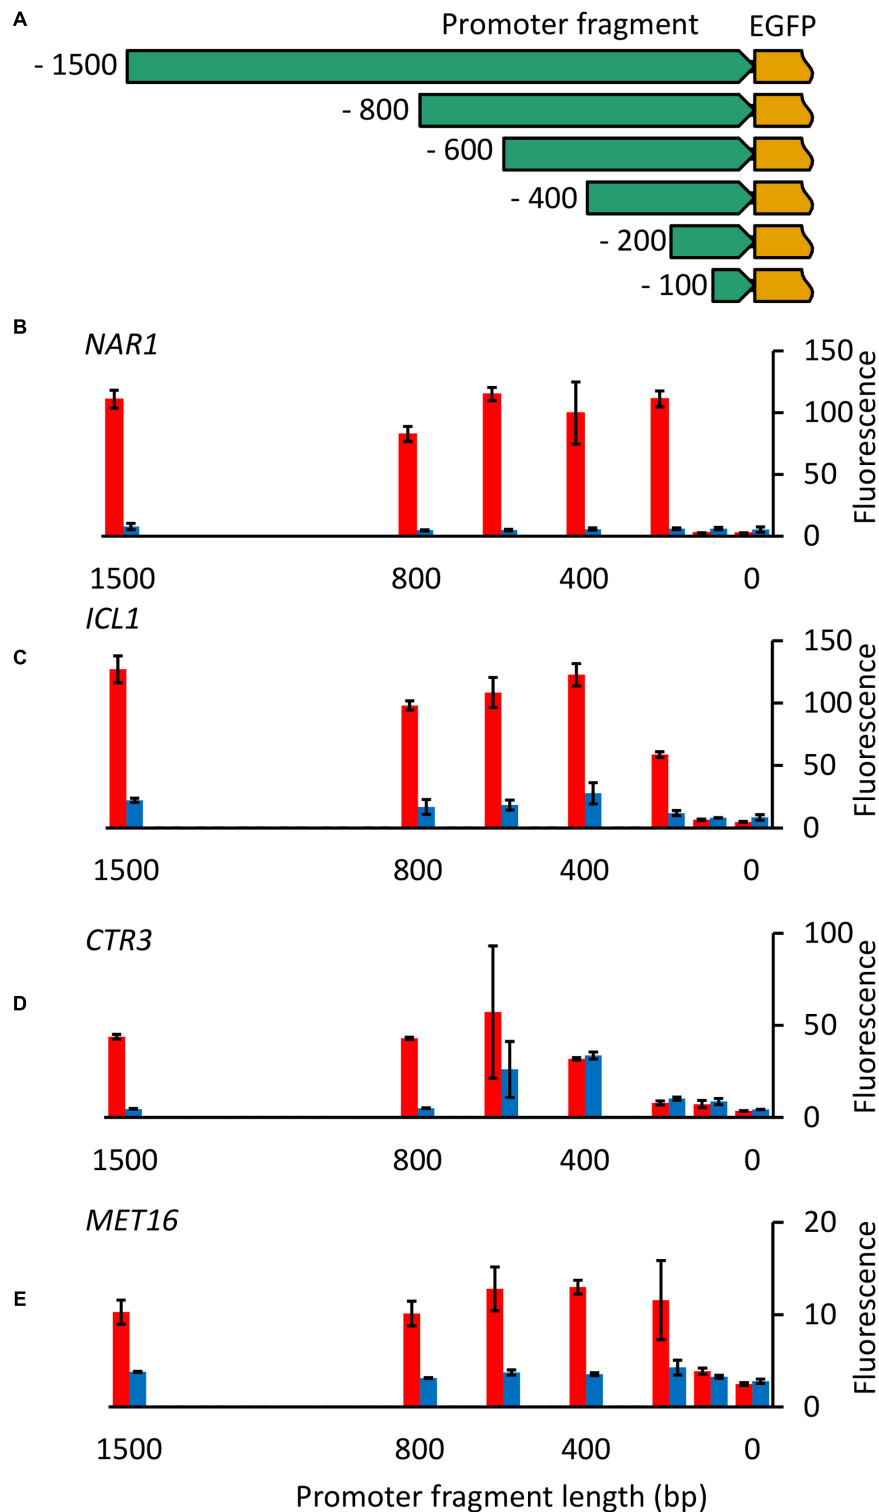 A
Promoter fragment EGFP
- 1500
- 800
- 600
- 400
- 200
- 100
B
NAR1
150
100
50
0
Fluorescence
1500 800 400 0
ICL1
C
150
100
50
0
Fluorescence
1500 800 400 0
CTR3
D
100
50
0
Fluorescence
1500 800 400 0
MET16
E
20
10
0
Fluorescence
1500 800 400 0
Promoter fragment length (bp)